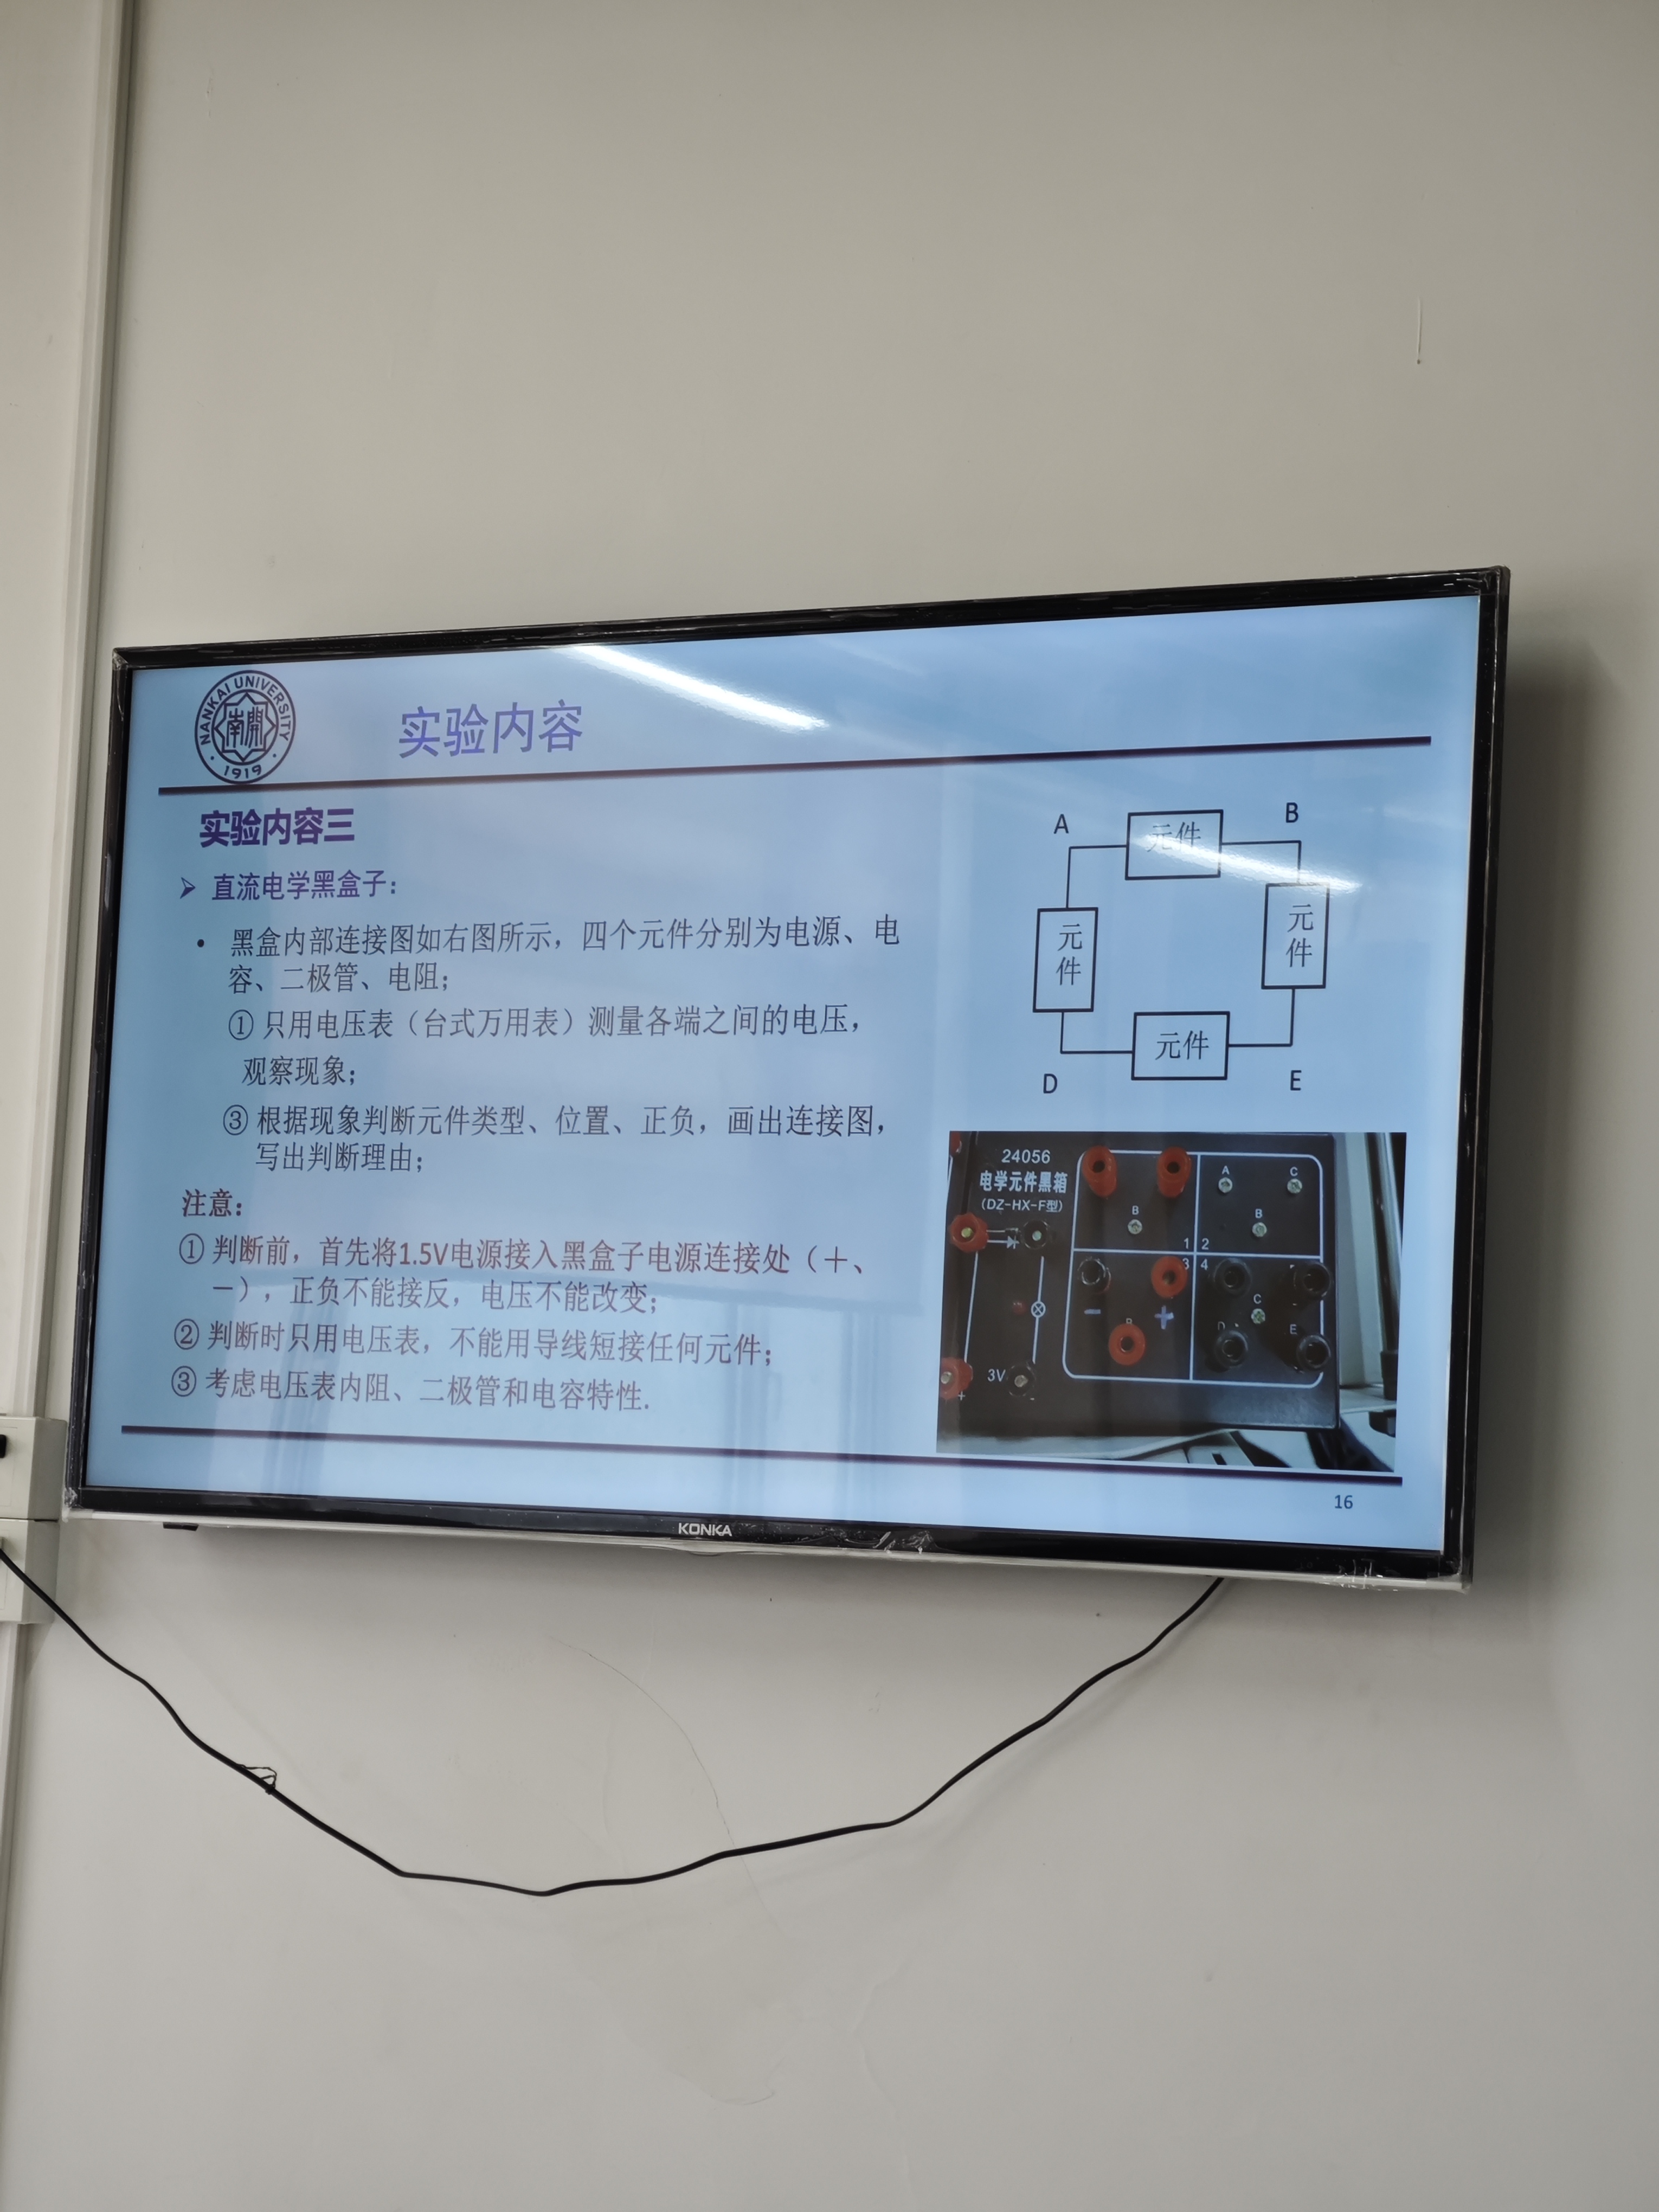 NANKAI UNIVERSITY
南開
1919
实验内容
实验内容三
➢ 直流电学黑盒子：
• 黑盒内部连接图如右图所示，四个元件分别为电源、电
容、二极管、电阻；
① 只用电压表（台式万用表）测量各端之间的电压，
观察现象；
③ 根据现象判断元件类型、位置、正负，画出连接图，
写出判断理由；
注意：
① 判断前，首先将1.5V电源接入黑盒子电源连接处（＋、
－），正负不能接反，电压不能改变；
② 判断时只用电压表，不能用导线短接任何元件；
③ 考虑电压表内阻、二极管和电容特性.
A
元件
B
元件
元件
元件
D
E
24056
电学元件黑箱
（DZ-HX-F型）
A
C
B
B
1
2
3
4
－
＋
B
C
D
E
3V
+
16
KONKA